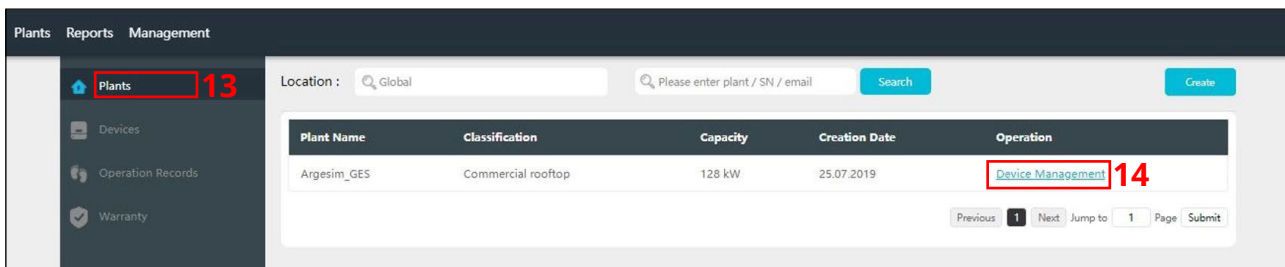 Plants Reports Management
Plants 13
Location : Global Please enter plant / SN / email Search Create
Devices
Plant Name Classification Capacity Creation Date Operation
Operation Records
Argesim_GES Commercial rooftop 128 kW 25.07.2019 Device Management 14
Warranty
Previous 1 Next Jump to 1 Page Submit